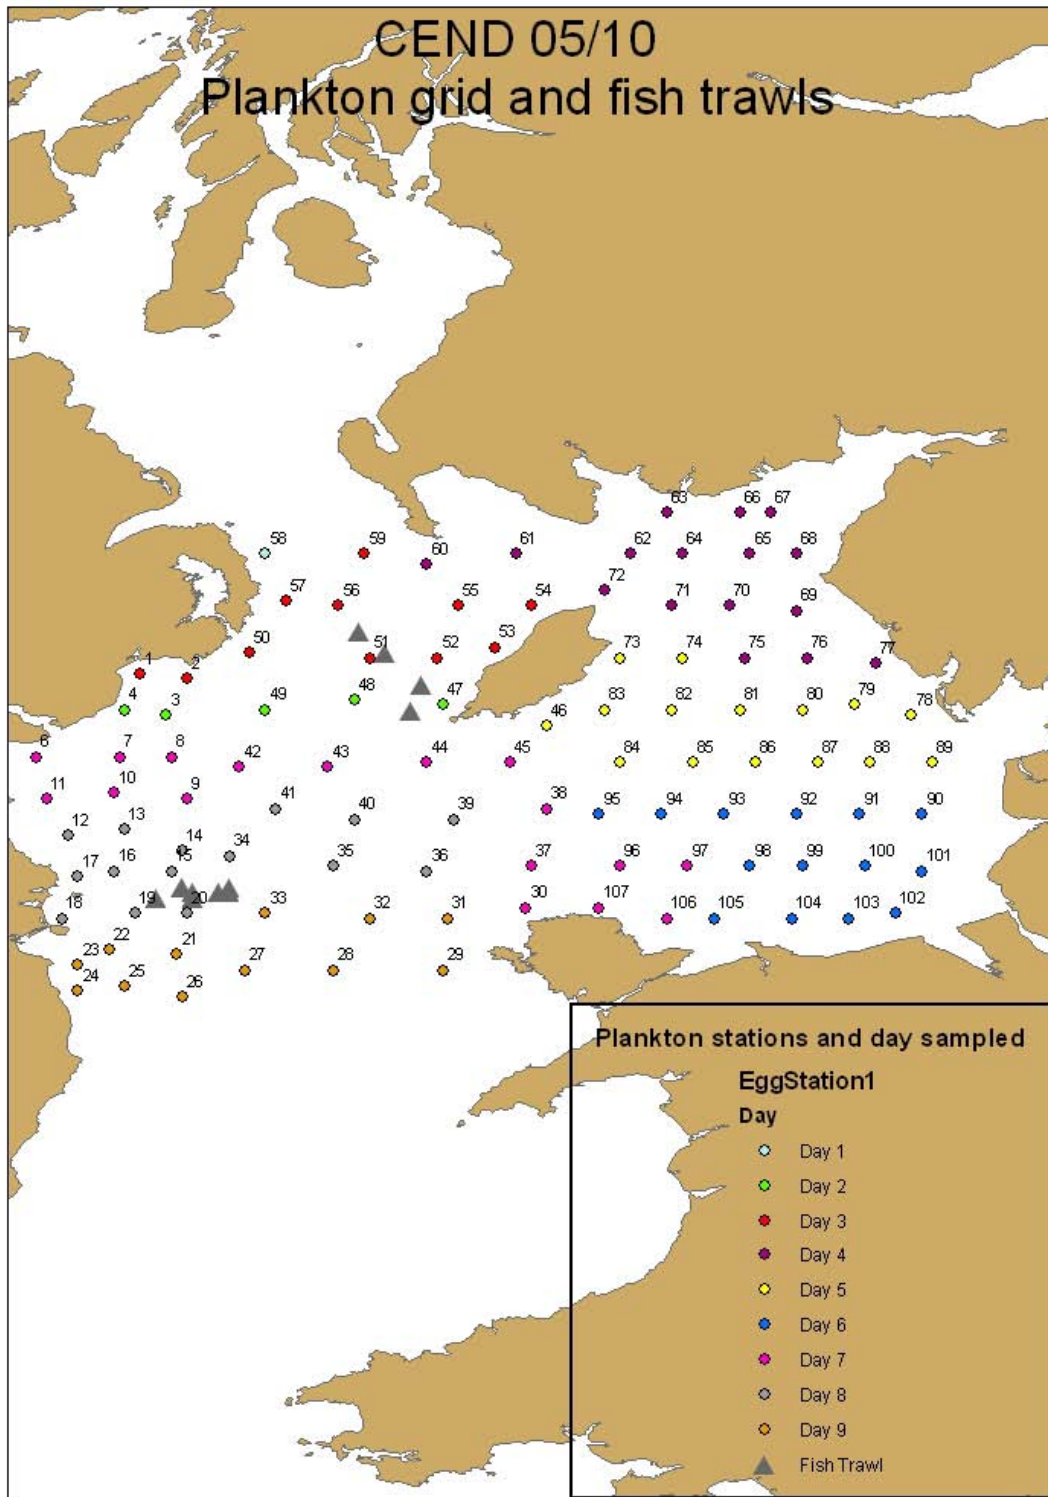 CEND 05/10
Plankton grid and fish trawls
63 66 67
58 59 60 61 62 64 65 68
57 56 55 54 72 71 70 69
50 51 52 53 73 74 75 76 77
1 2
4 3 49 48 47 46 83 82 81 80 79 78
6 7 8 42 43 44 45 84 85 86 87 88 89
11 10 9 41 40 39 38 95 94 93 92 91 90
12 13 14 34 35 36 37 96 97 98 99 100 101
17 16 15
18 19 20 33 32 31 30 107 106 105 104 103 102
23 22 21 27 28 29
24 25 26
Plankton stations and day sampled
EggStation1
Day
Day 1
Day 2
Day 3
Day 4
Day 5
Day 6
Day 7
Day 8
Day 9
Fish Trawl